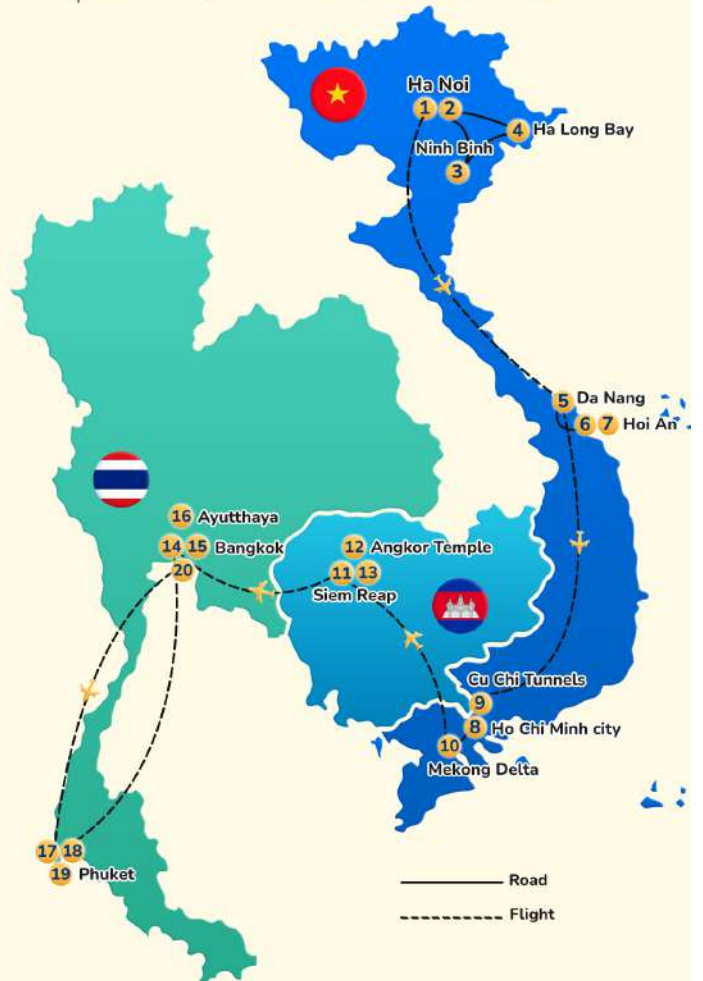 Ha Noi
1 2
4 Ha Long Bay
Ninh Binh
3
5 Da Nang
6 7 Hoi An
16 Ayutthaya
14 15 Bangkok
20
12 Angkor Temple
11 13
Siem Reap
Cu Chi Tunnels
9
8 Ho Chi Minh city
10
Mekong Delta
17 18
19 Phuket
Road
Flight